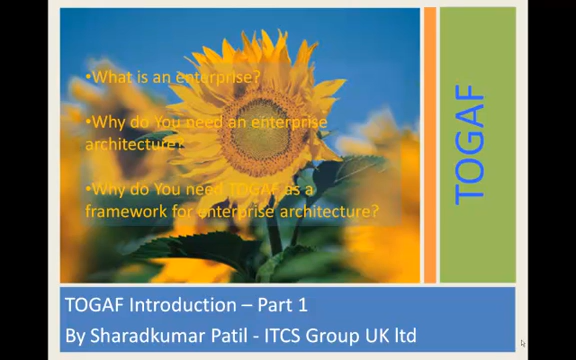 •What is an enterprise?
•Why do You need an enterprise
architecture?
•Why do You need TOGAF as a
framework for enterprise architecture?
TOGAF
TOGAF Introduction – Part 1
By Sharadkumar Patil - ITCS Group UK ltd